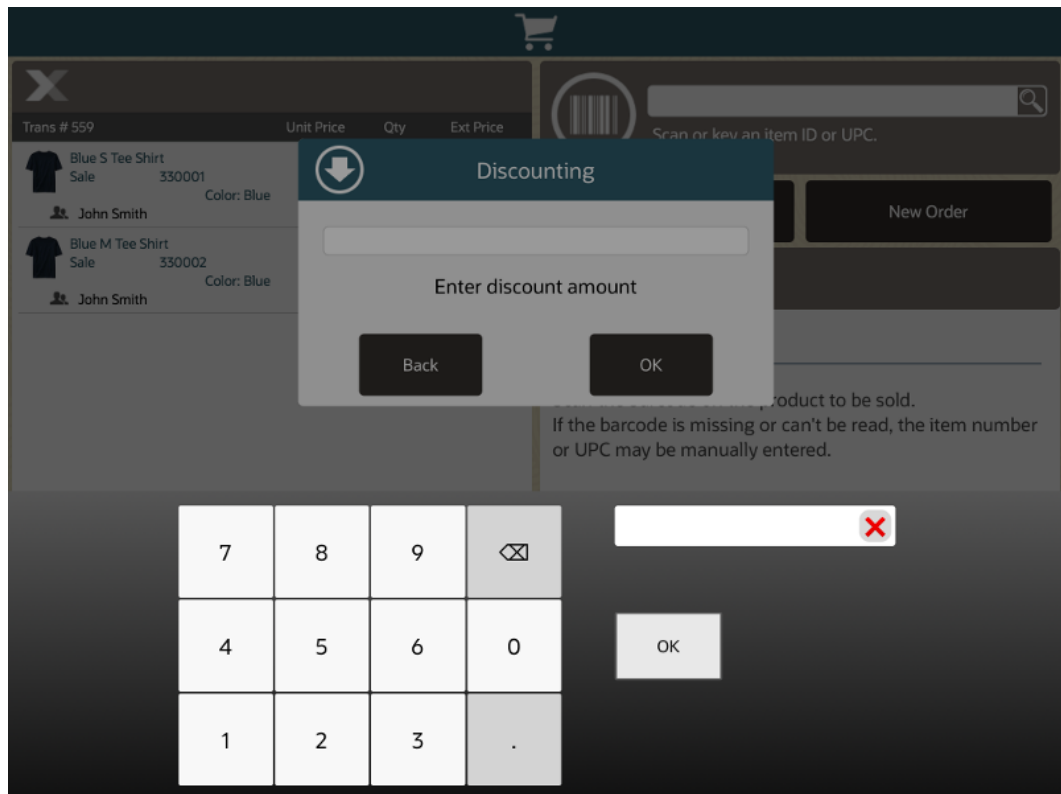 Trans # 559 Unit Price Qty Ext Price
Blue S Tee Shirt
Sale 330001
Color: Blue
John Smith
Blue M Tee Shirt
Sale 330002
Color: Blue
John Smith
Scan or key an item ID or UPC.
New Order
Discounting
Enter discount amount
Back OK
product to be sold.
If the barcode is missing or can't be read, the item number
or UPC may be manually entered.
7 8 9
4 5 6 0 OK
1 2 3 .